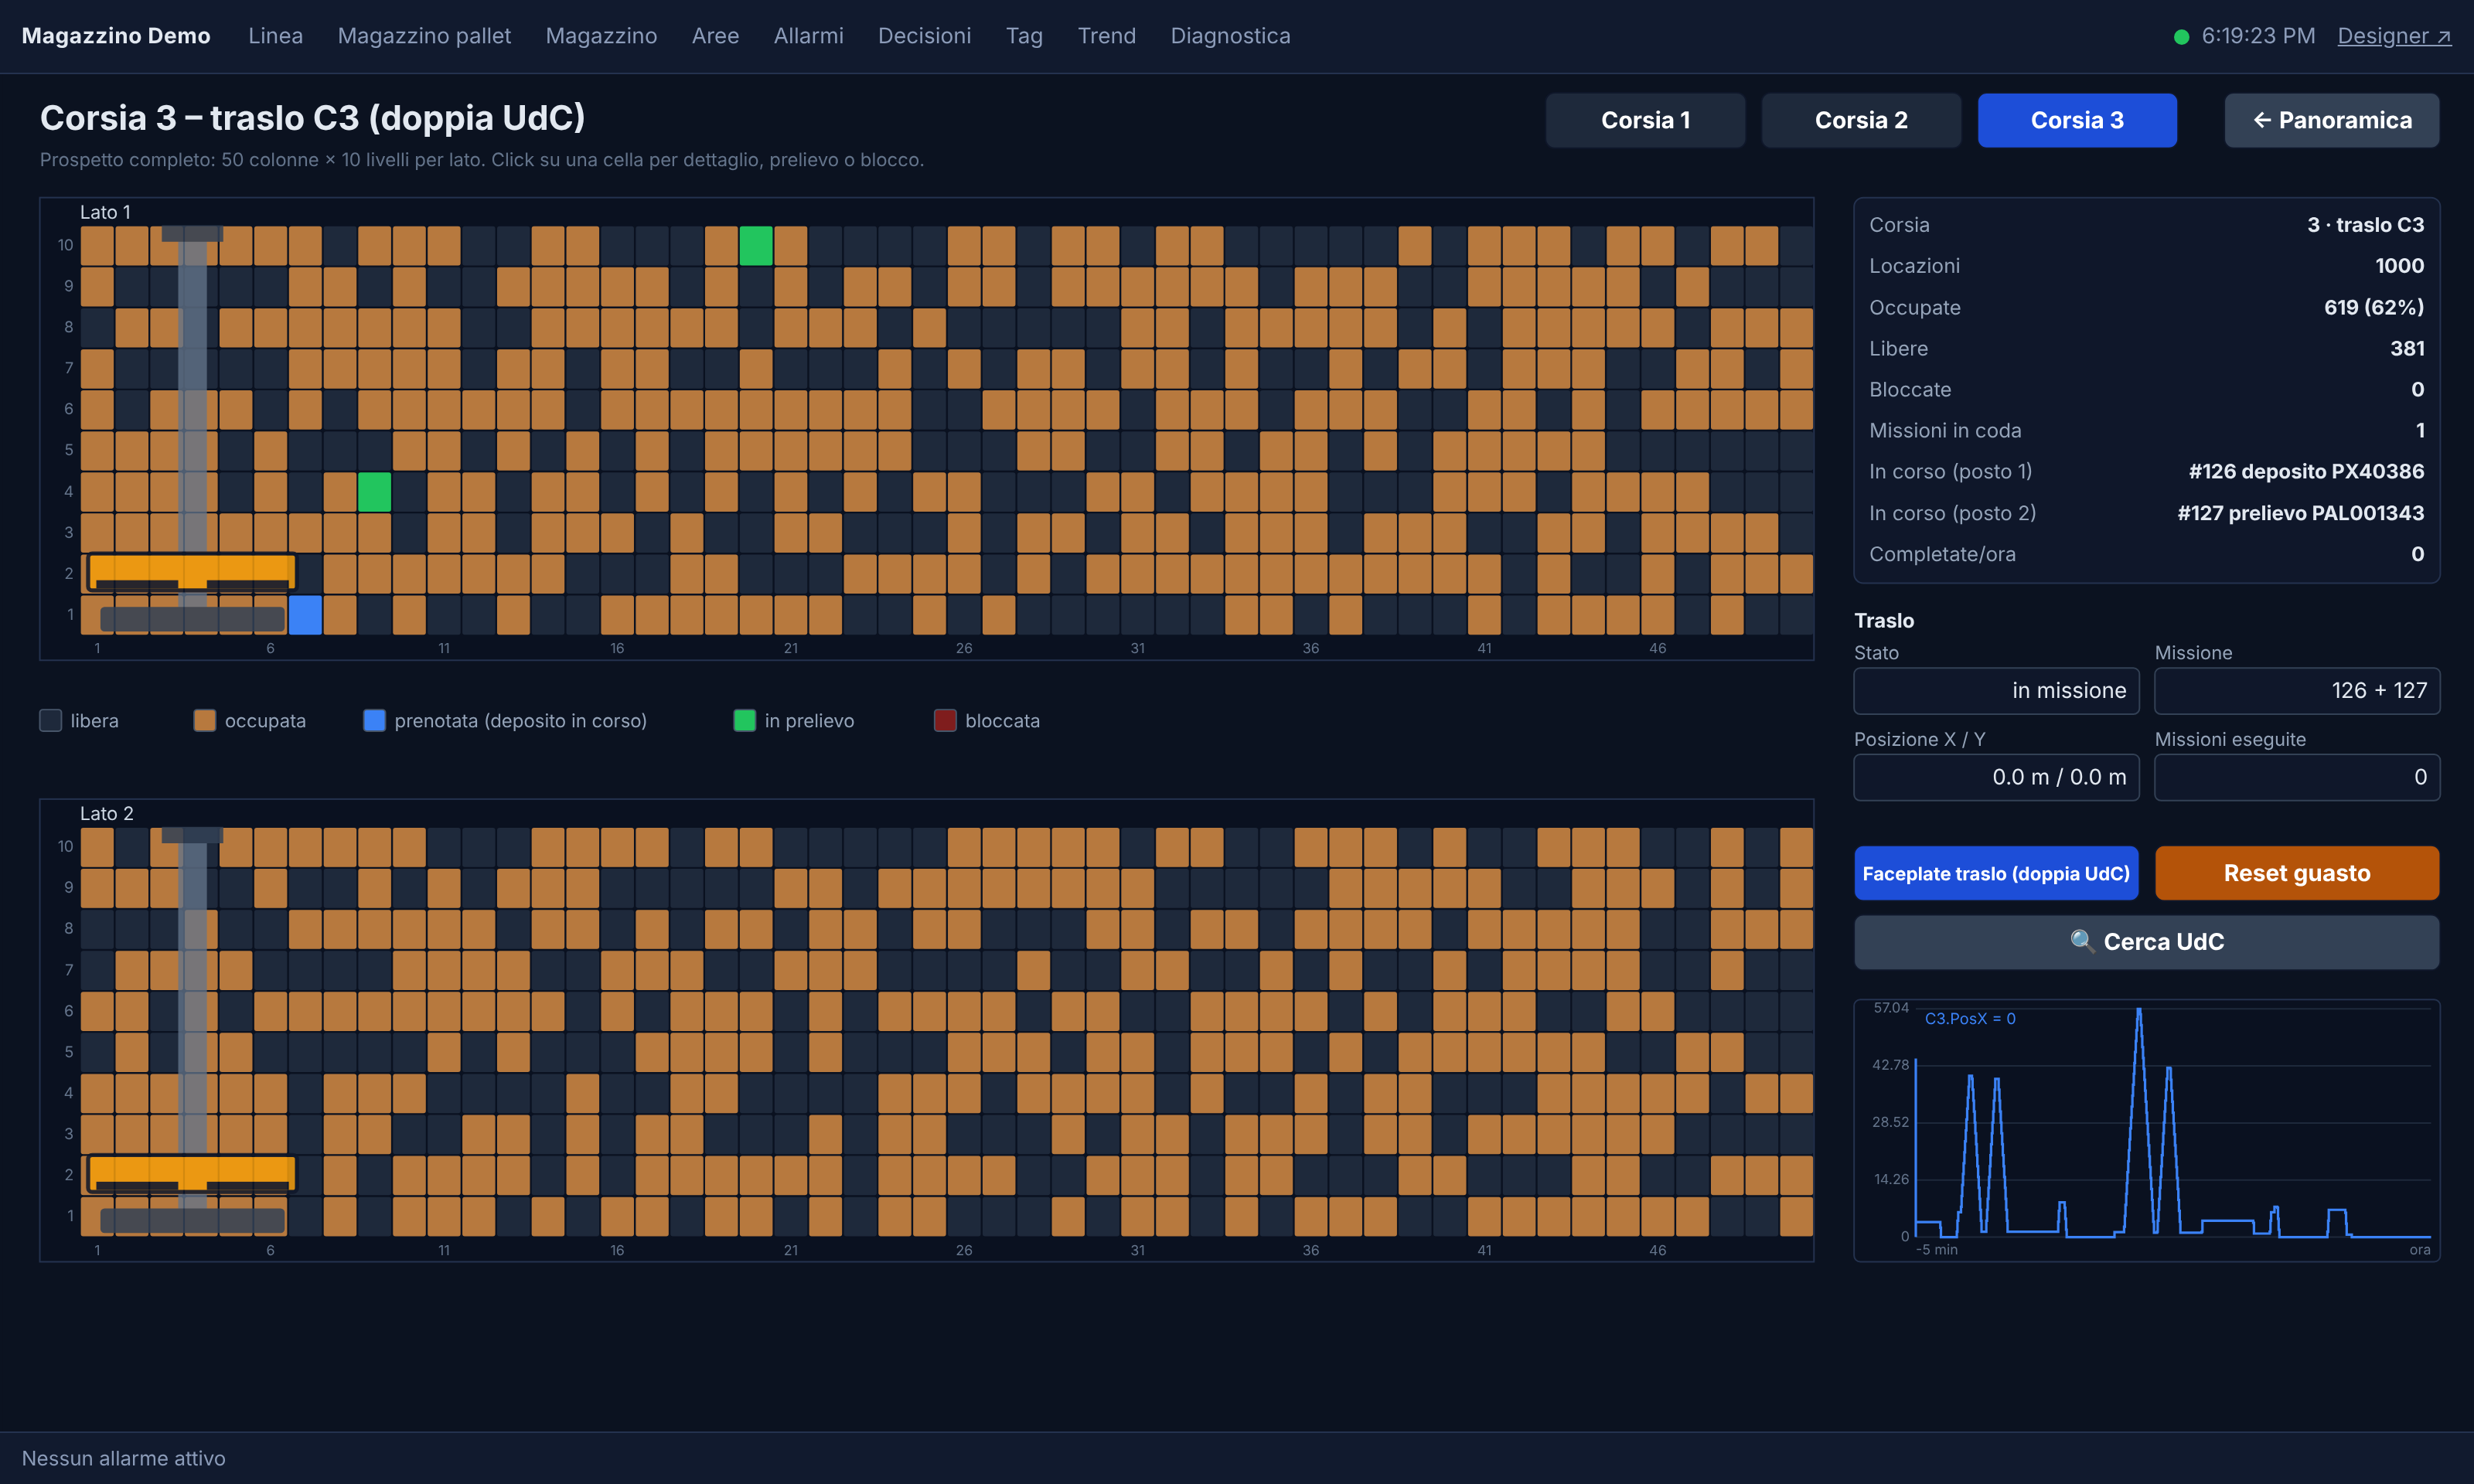 Magazzino Demo Linea Magazzino pallet Magazzino Aree Allarmi Decisioni Tag Trend Diagnostica 6:19:23 PM Designer ↗
Corsia 3 – traslo C3 (doppia UdC) Corsia 1 Corsia 2 Corsia 3 ← Panoramica
Prospetto completo: 50 colonne × 10 livelli per lato. Click su una cella per dettaglio, prelievo o blocco.
Lato 1
10
9
8
7
6
5
4
3
2
1
1 6 11 16 21 26 31 36 41 46
libera occupata prenotata (deposito in corso) in prelievo bloccata
Lato 2
10
9
8
7
6
5
4
3
2
1
1 6 11 16 21 26 31 36 41 46
Corsia 3 · traslo C3
Locazioni 1000
Occupate 619 (62%)
Libere 381
Bloccate 0
Missioni in coda 1
In corso (posto 1) #126 deposito PX40386
In corso (posto 2) #127 prelievo PAL001343
Completate/ora 0
Traslo
Stato Missione
in missione 126 + 127
Posizione X / Y Missioni eseguite
0.0 m / 0.0 m 0
Faceplate traslo (doppia UdC) Reset guasto
🔍 Cerca UdC
57.04
C3.PosX = 0
42.78
28.52
14.26
0
-5 min ora
Nessun allarme attivo